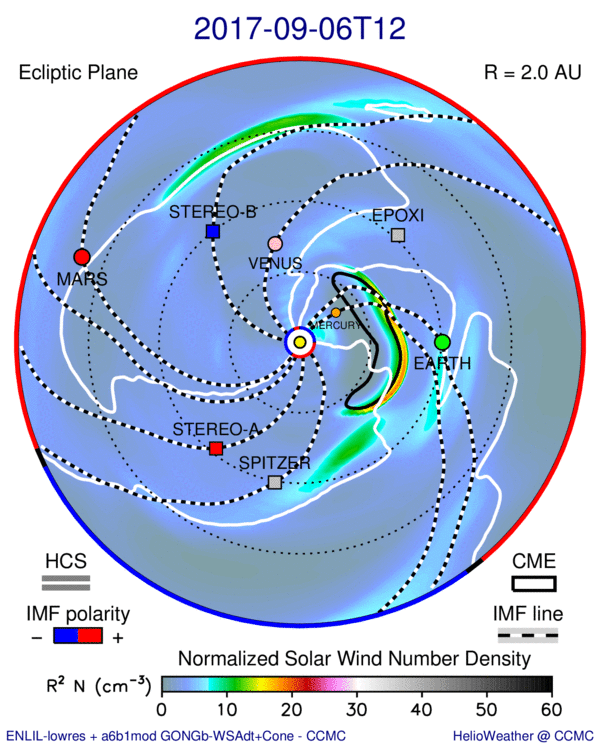 2017-09-06T12
Ecliptic Plane
R = 2.0 AU
STEREO-B
EPOXI
VENUS
MARS
MERCURY
EARTH
STEREO-A
SPITZER
HCS
CME
IMF polarity
IMF line
− +
Normalized Solar Wind Number Density
R² N (cm⁻³)
0 10 20 30 40 50 60
ENLIL-lowres + a6b1mod GONGb-WSAdt+Cone - CCMC
HelioWeather @ CCMC